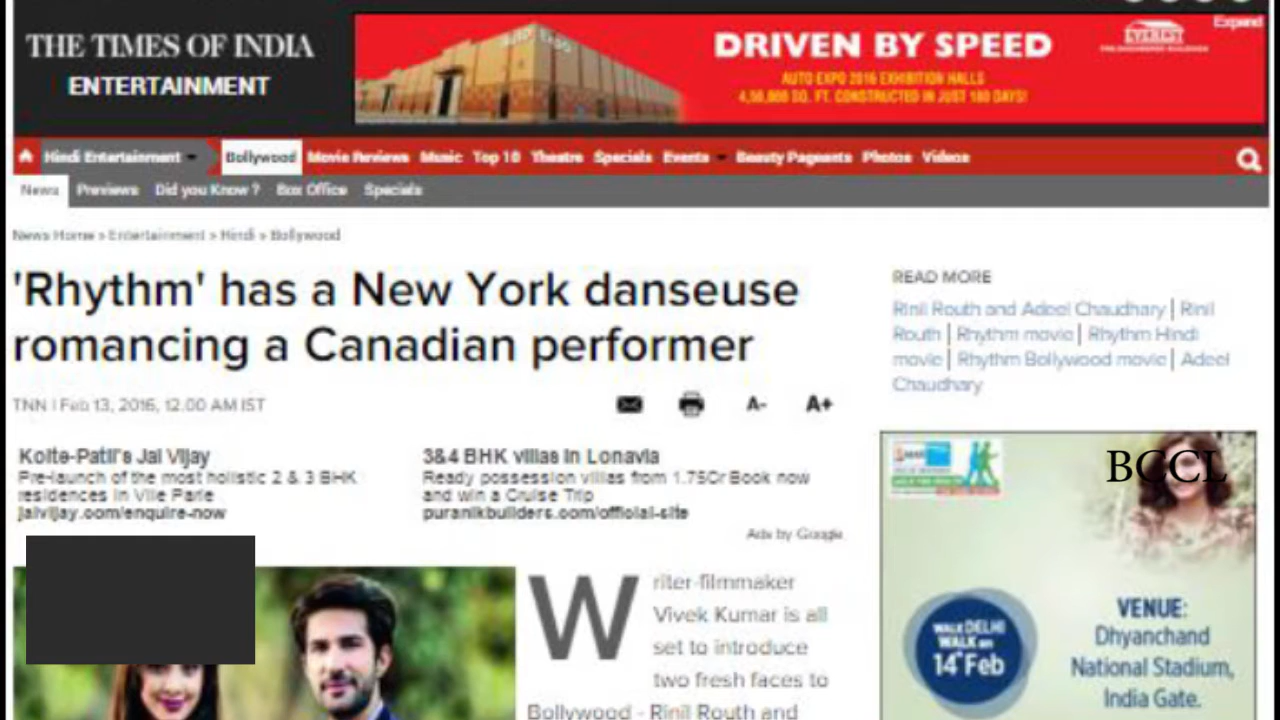 THE TIMES OF INDIA
ENTERTAINMENT
DRIVEN BY SPEED
AUTO EXPO 2016 EXHIBITION HALLS
4,50,000 SQ. FT. CONSTRUCTED IN JUST 180 DAYS!
EVEREST
Expand
Hindi Entertainment
Bollywood Movie Reviews Music Top 10 Theatre Specials Events Beauty Pageants Photos Videos
News Previews Did you Know ? Box Office Specials
News Home » Entertainment » Hindi » Bollywood
'Rhythm' has a New York danseuse
romancing a Canadian performer
TNN | Feb 13, 2016, 12.00 AM IST
A- A+
Kolte-Patil's Jai Vijay
Pre-launch of the most holistic 2 & 3 BHK
residences in Vile Parle
jaivijay.com/enquire-now
3&4 BHK villas in Lonavla
Ready possession villas from 1.75Cr Book now
and win a Cruise Trip
puranikbuilders.com/official-site
Ads by Google
Writer-filmmaker
Vivek Kumar is all
set to introduce
two fresh faces to
Bollywood - Rinil Routh and
READ MORE
Rinil Routh and Adeel Chaudhary | Rinil
Routh | Rhythm movie | Rhythm Hindi
movie | Rhythm Bollywood movie | Adeel
Chaudhary
BCCL
WALK DELHI
WALK on
14th Feb
VENUE:
Dhyanchand
National Stadium,
India Gate.